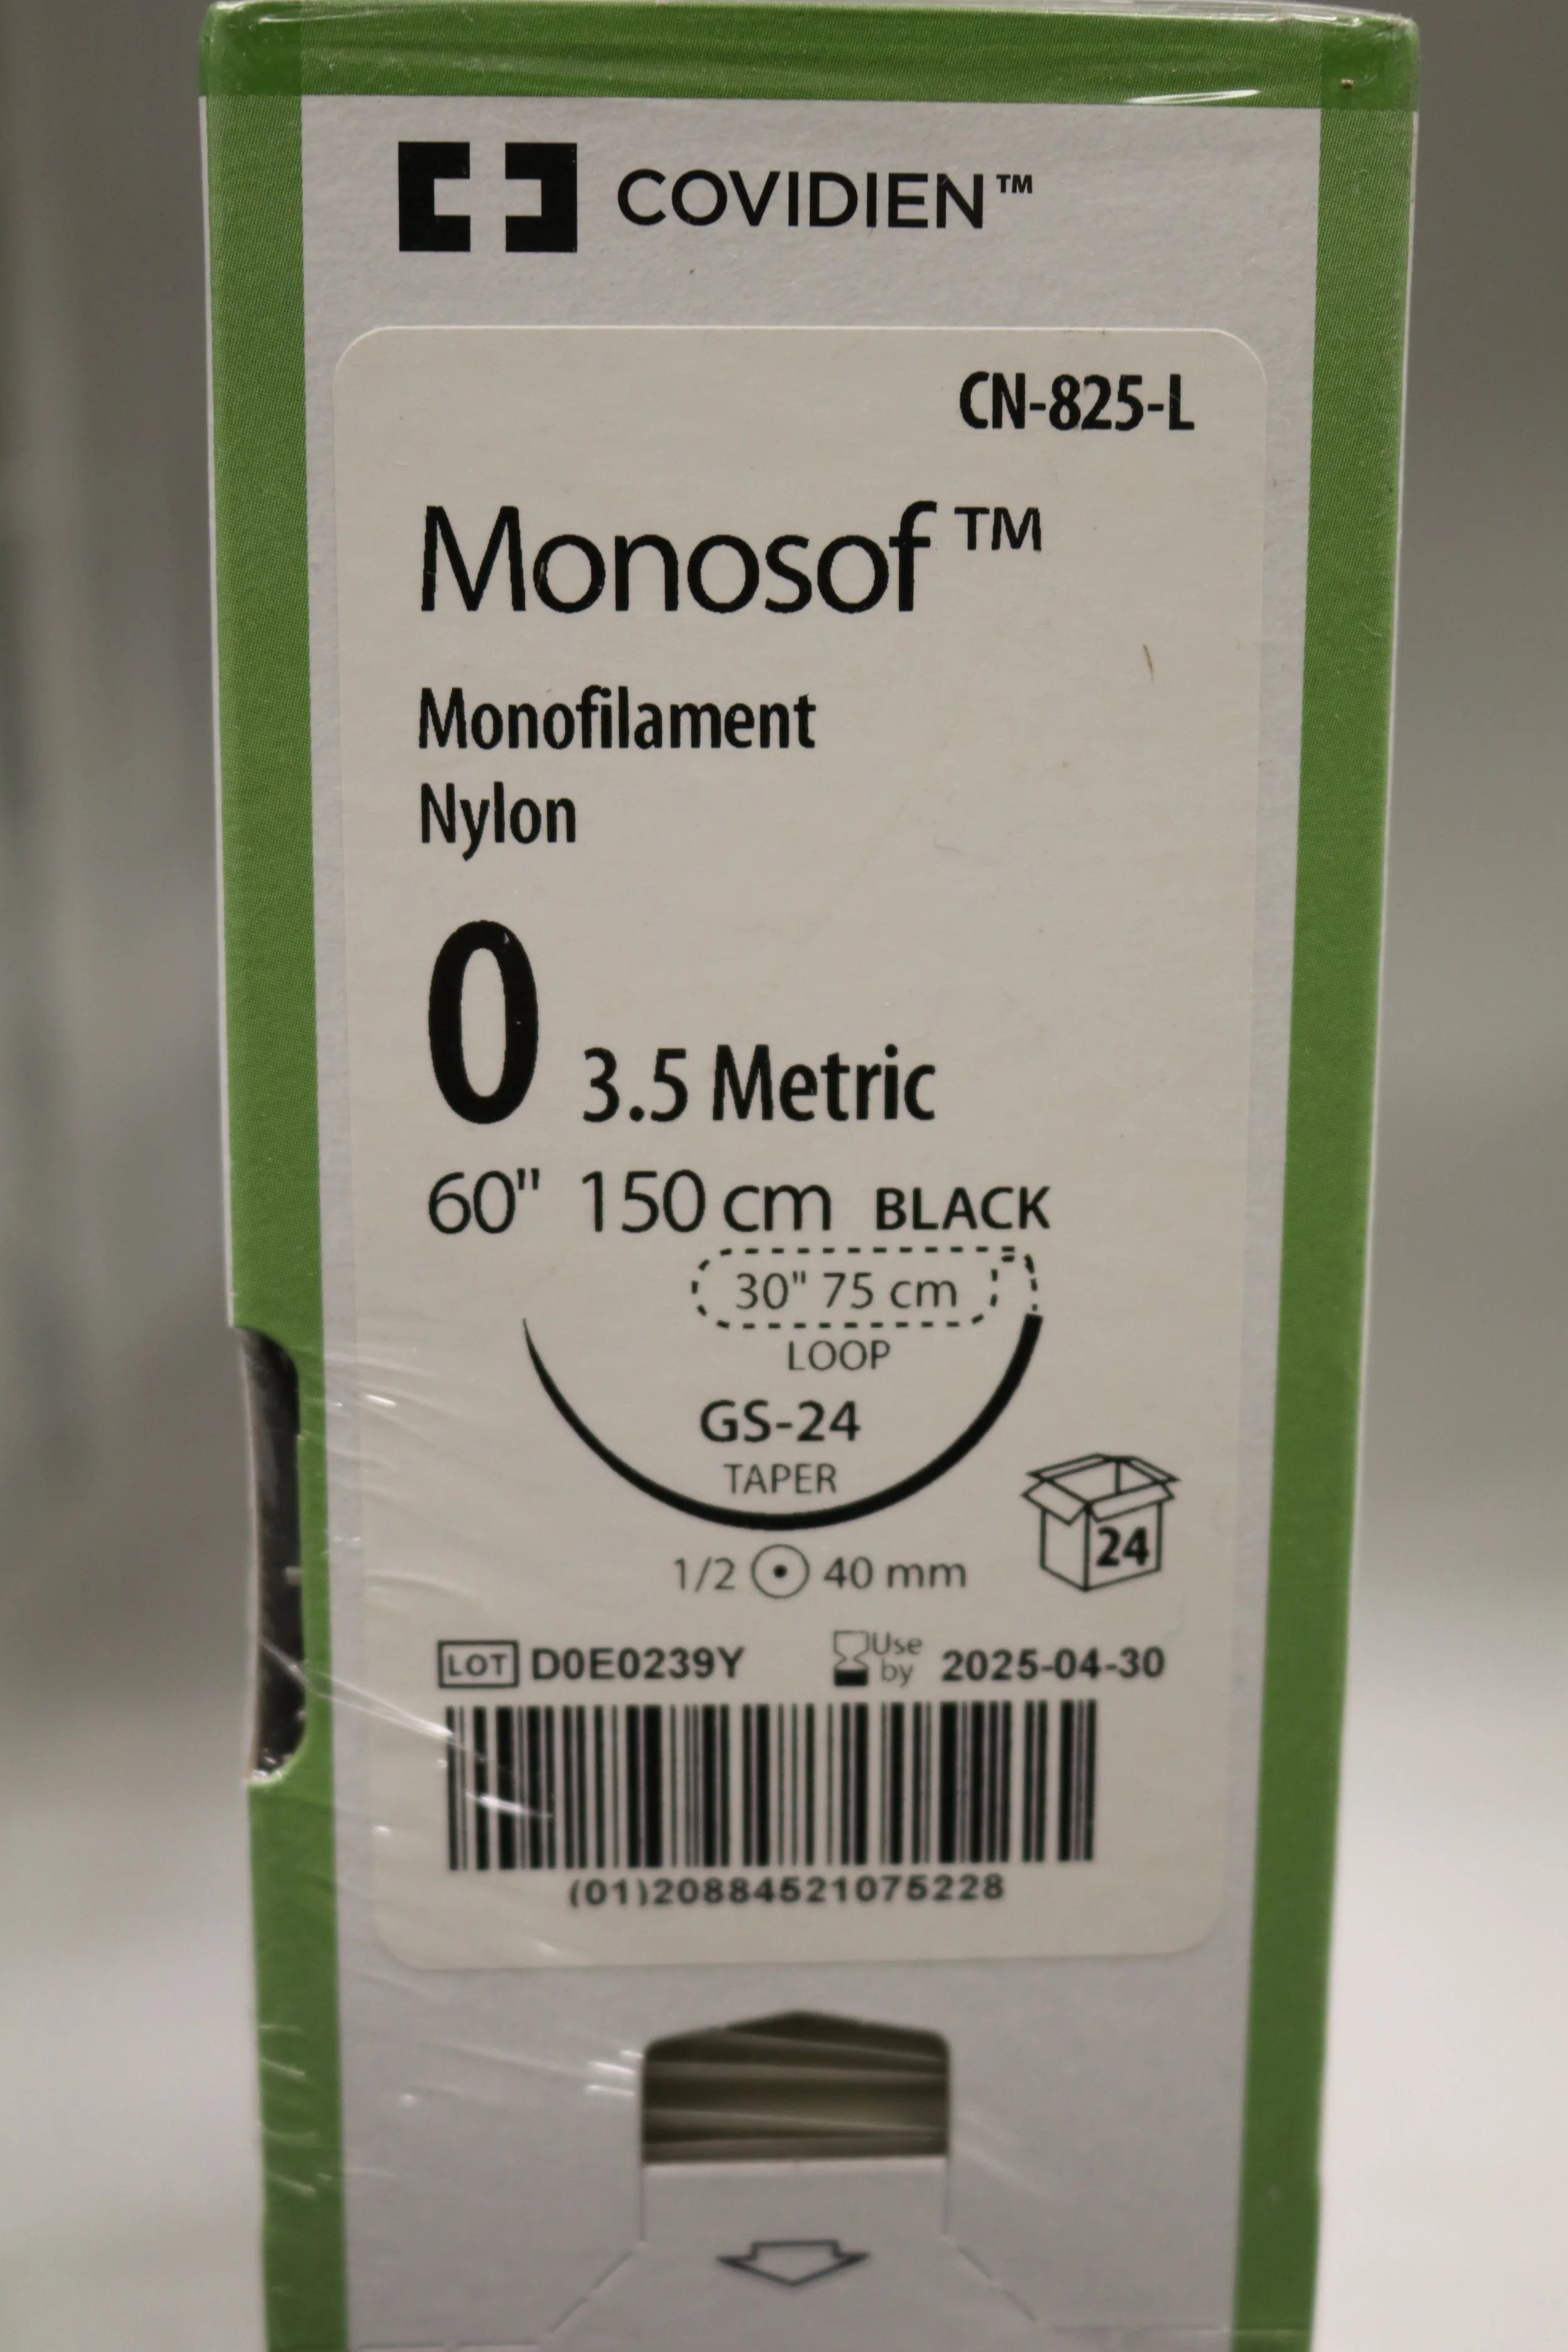 COVIDIEN™
CN-825-L
Monosof™
Monofilament
Nylon
0 3.5 Metric
60" 150 cm BLACK
30" 75 cm
LOOP
GS-24
TAPER
24
1/2 40 mm
LOT D0E0239Y Use by 2025-04-30
(01)20884521075228